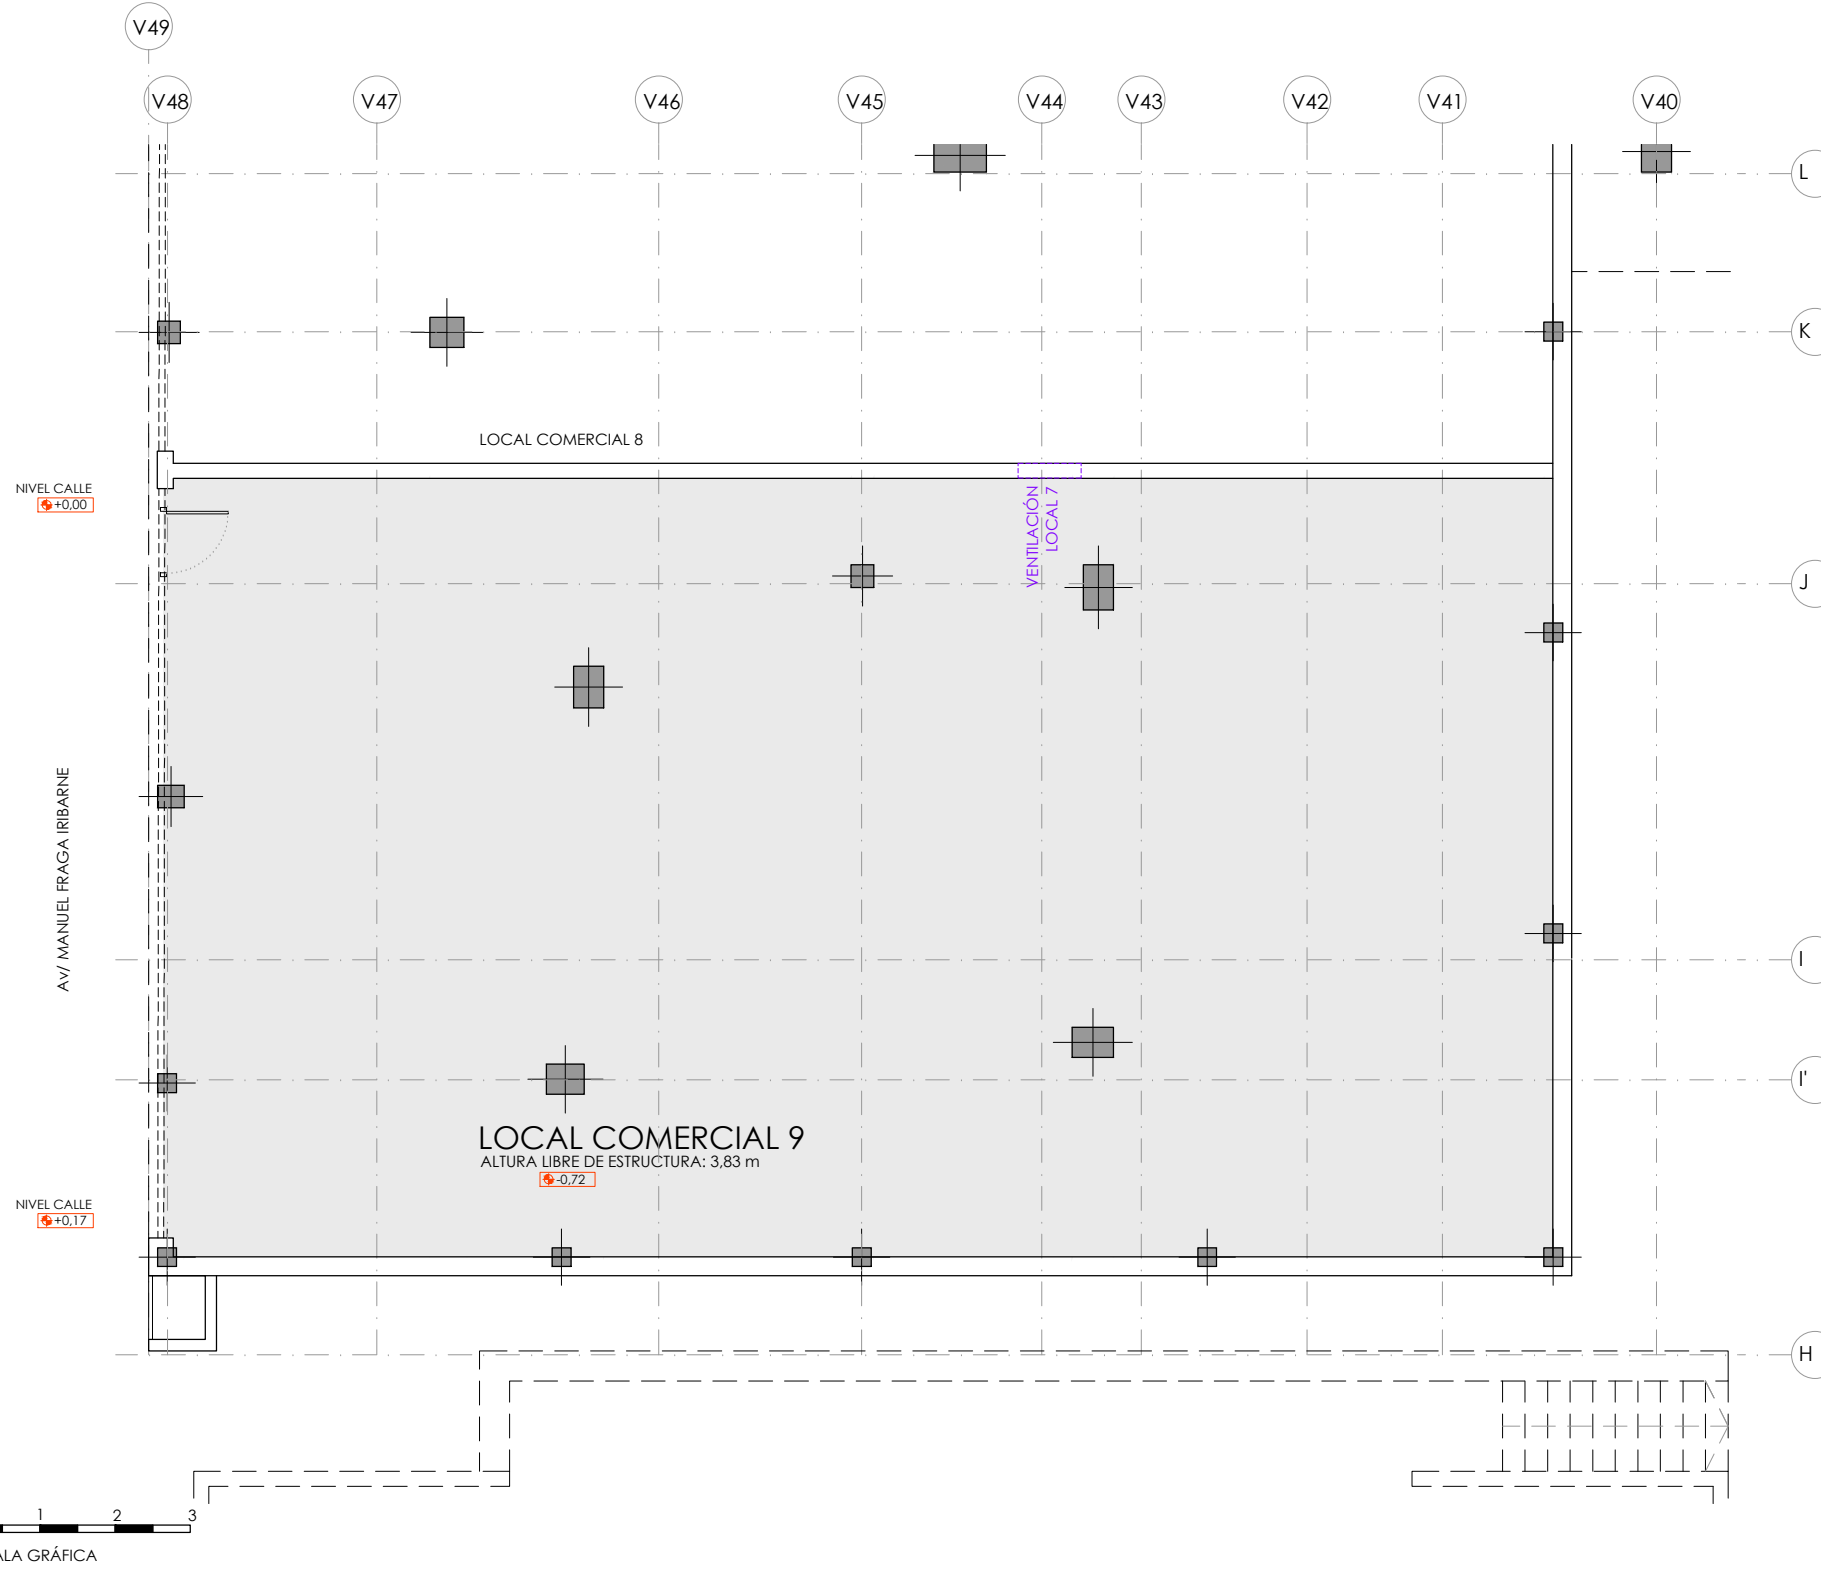 V49
V48
V47
V46
V45
V44
V43
V42
V41
V40
L
K
LOCAL COMERCIAL 8
NIVEL CALLE
+0,00
VENTILACIÓN
LOCAL 7
J
AV/ MANUEL FRAGA IRIBARNE
I
I'
LOCAL COMERCIAL 9
ALTURA LIBRE DE ESTRUCTURA: 3,83 m
-0,72
NIVEL CALLE
+0,17
H
1 2 3
ALA GRÁFICA